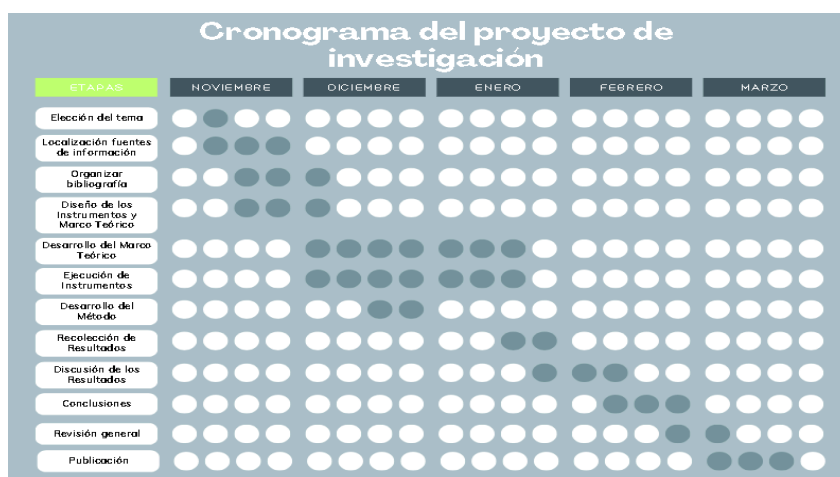 Cronograma del proyecto de
investigación
ETAPAS NOVIEMBRE DICIEMBRE ENERO FEBRERO MARZO
Elección del tema
Localización fuentes
de información
Organizar
bibliografía
Diseño de los
Instrumentos y
Marco Teórico
Desarrollo del Marco
Teórico
Ejecución de
Instrumentos
Desarrollo del
Método
Recolección de
Resultados
Discusión de los
Resultados
Conclusiones
Revisión general
Publicación